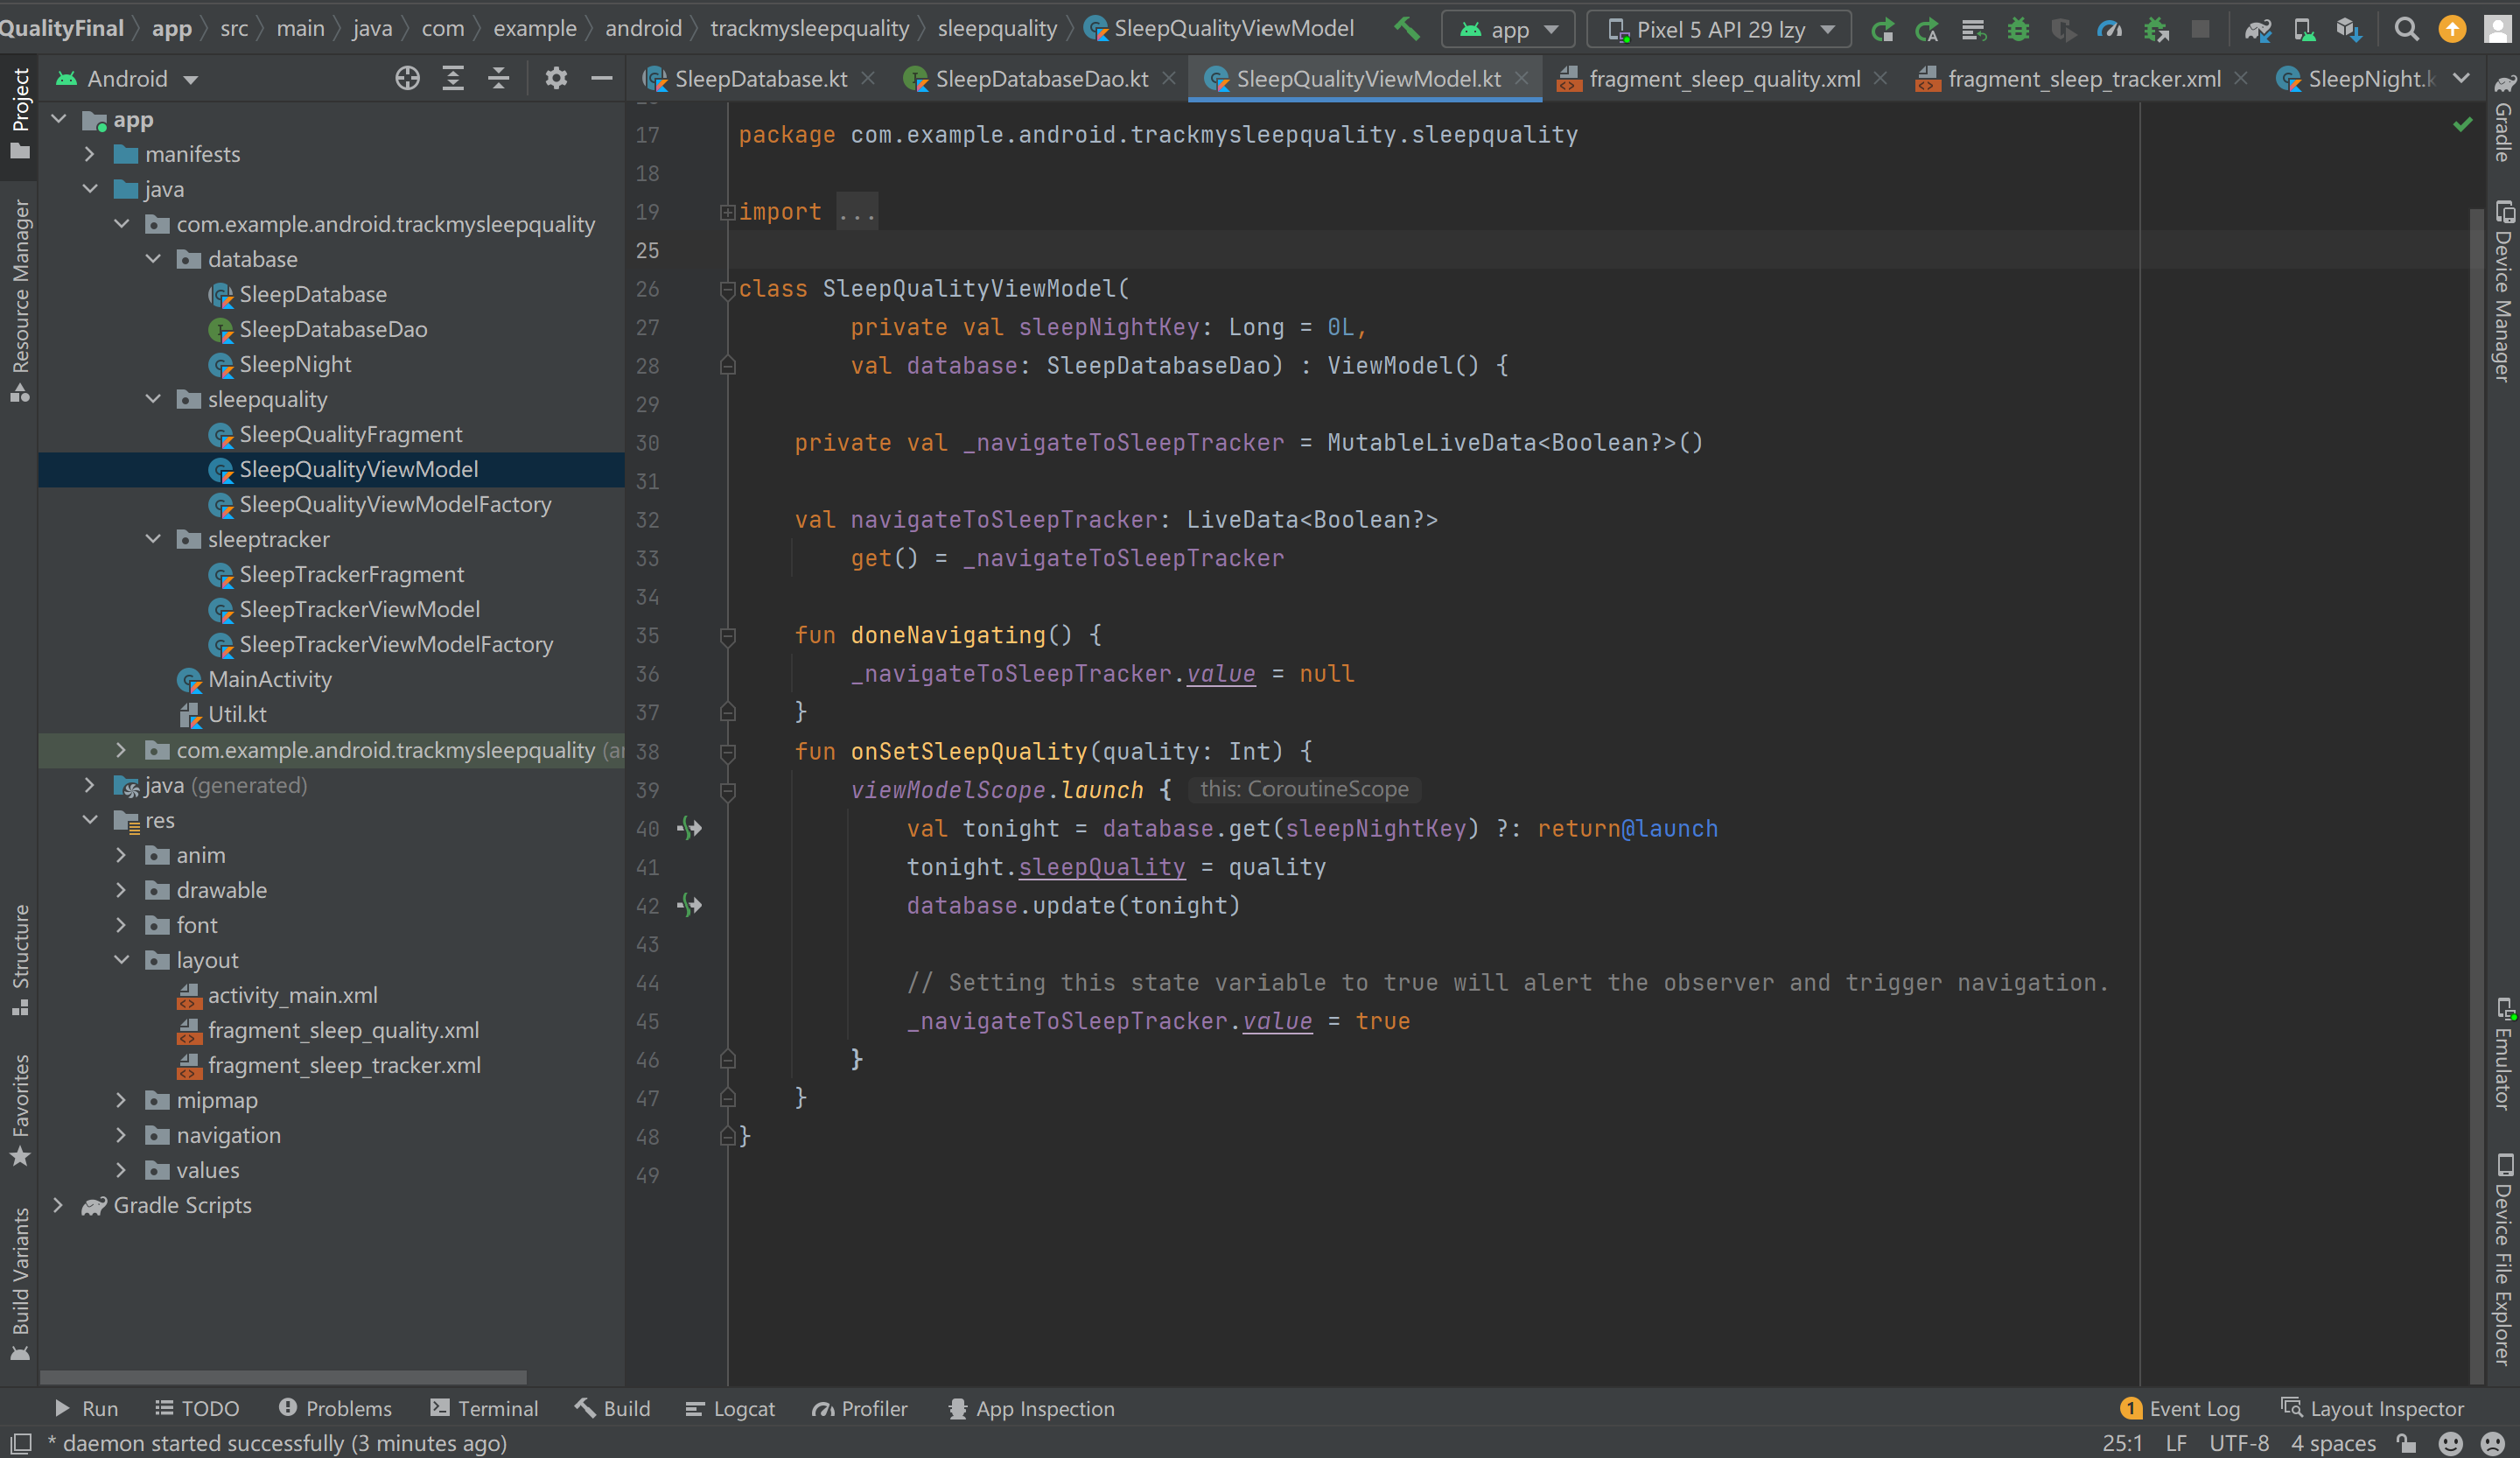 QualityFinal app src main java com example android trackmysleepquality sleepquality SleepQualityViewModel app Pixel 5 API 29 lzy
Android
SleepDatabase.kt SleepDatabaseDao.kt SleepQualityViewModel.kt fragment_sleep_quality.xml fragment_sleep_tracker.xml SleepNight.k
Project
Resource Manager
Structure
Favorites
Build Variants
app
manifests
java
com.example.android.trackmysleepquality
database
SleepDatabase
SleepDatabaseDao
SleepNight
sleepquality
SleepQualityFragment
SleepQualityViewModel
SleepQualityViewModelFactory
sleeptracker
SleepTrackerFragment
SleepTrackerViewModel
SleepTrackerViewModelFactory
MainActivity
Util.kt
com.example.android.trackmysleepquality (ar
java (generated)
res
anim
drawable
font
layout
activity_main.xml
fragment_sleep_quality.xml
fragment_sleep_tracker.xml
mipmap
navigation
values
Gradle Scripts
17 package com.example.android.trackmysleepquality.sleepquality
18
19 import ...
25
26 class SleepQualityViewModel(
27 private val sleepNightKey: Long = 0L,
28 val database: SleepDatabaseDao) : ViewModel() {
29
30 private val _navigateToSleepTracker = MutableLiveData<Boolean?>()
31
32 val navigateToSleepTracker: LiveData<Boolean?>
33 get() = _navigateToSleepTracker
34
35 fun doneNavigating() {
36 _navigateToSleepTracker.value = null
37 }
38 fun onSetSleepQuality(quality: Int) {
39 viewModelScope.launch { this: CoroutineScope
40 val tonight = database.get(sleepNightKey) ?: return@launch
41 tonight.sleepQuality = quality
42 database.update(tonight)
43
44 // Setting this state variable to true will alert the observer and trigger navigation.
45 _navigateToSleepTracker.value = true
46 }
47 }
48 }
49
Gradle
Device Manager
Emulator
Device File Explorer
Run TODO Problems Terminal Build Logcat Profiler App Inspection 1 Event Log Layout Inspector
* daemon started successfully (3 minutes ago) 25:1 LF UTF-8 4 spaces